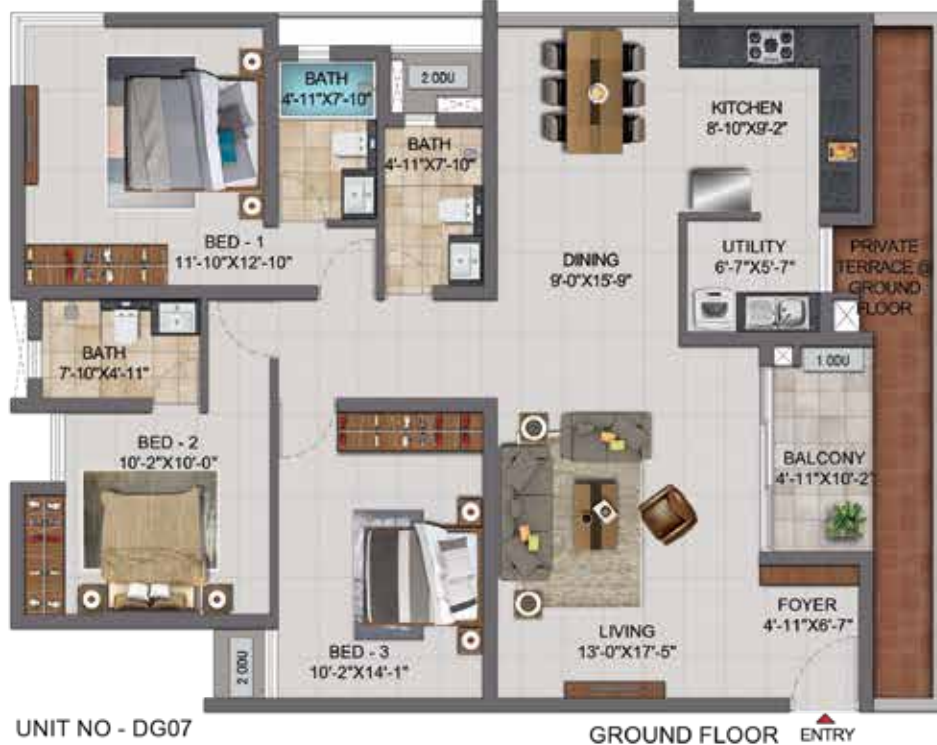 BATH
4'-11"X7'-10"
2 ODU
BATH
4'-11"X7'-10"
KITCHEN
8'-10"X9'-2"
BED - 1
11'-10"X12'-10"
DINING
9'-0"X15'-9"
UTILITY
6'-7"X5'-7"
PRIVATE
TERRACE @
GROUND
FLOOR
BATH
7'-10"X4'-11"
1 ODU
BED - 2
10'-2"X10'-0"
BALCONY
4'-11"X10'-2"
FOYER
4'-11"X6'-7"
LIVING
13'-0"X17'-5"
BED - 3
10'-2"X14'-1"
2 ODU
UNIT NO - DG07
GROUND FLOOR
ENTRY